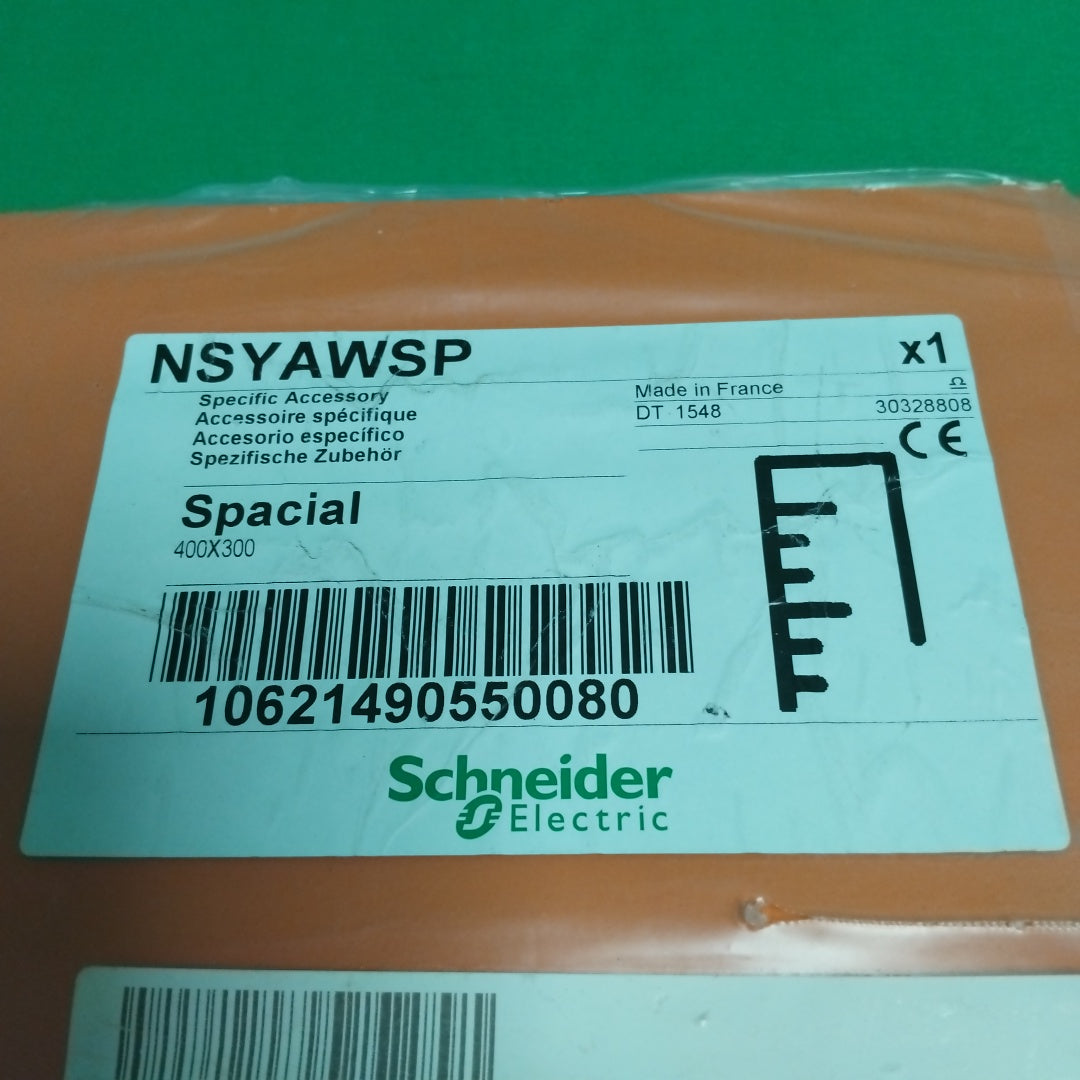 NSYAWSP
x1
Specific Accessory
Accessoire spécifique
Accesorio específico
Spezifische Zubehör
Made in France
DT 1548
30328808
CE
Spacial
400X300
10621490550080
Schneider
Electric